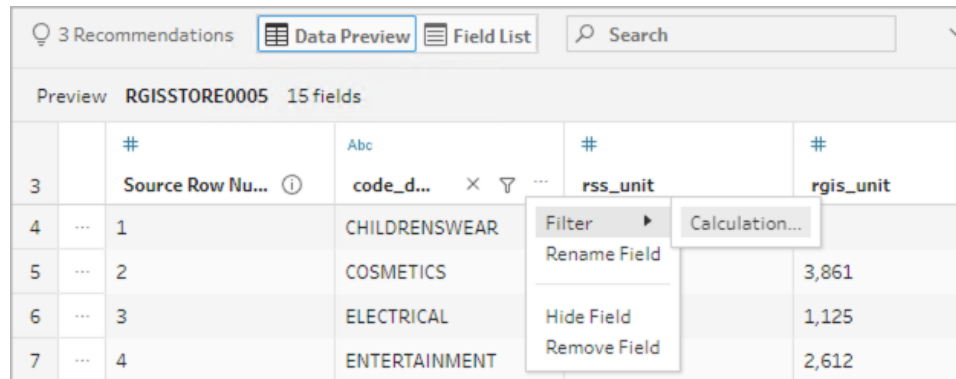 3 Recommendations Data Preview Field List Search
Preview RGISSTORE0005 15 fields
# Abc # #
3 Source Row Nu... code_d... ... rss_unit rgis_unit
4 ... 1 CHILDRENSWEAR Filter Calculation...
Rename Field
5 ... 2 COSMETICS 3,861
6 ... 3 ELECTRICAL Hide Field 1,125
Remove Field
7 ... 4 ENTERTAINMENT 2,612